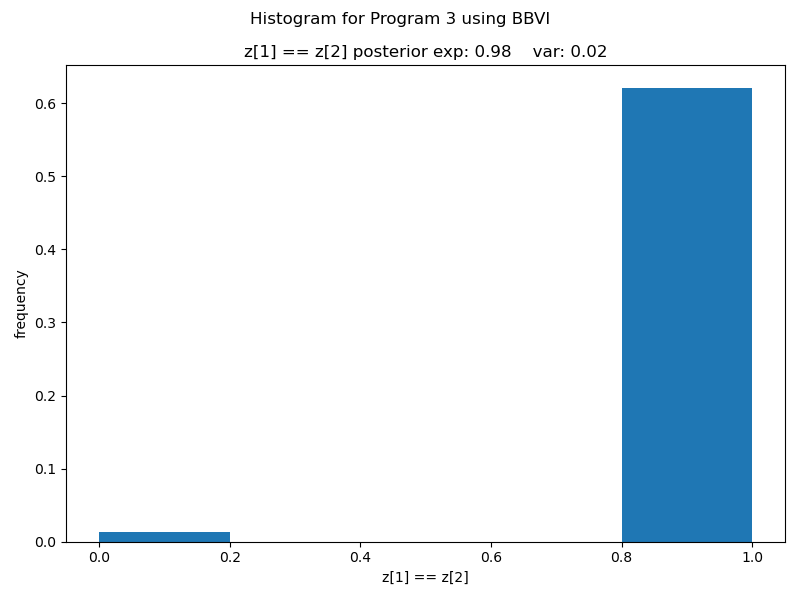 Histogram for Program 3 using BBVI
z[1] == z[2] posterior exp: 0.98    var: 0.02
0.6
0.5
0.4
0.3
0.2
0.1
0.0
frequency
0.0 0.2 0.4 0.6 0.8 1.0
z[1] == z[2]